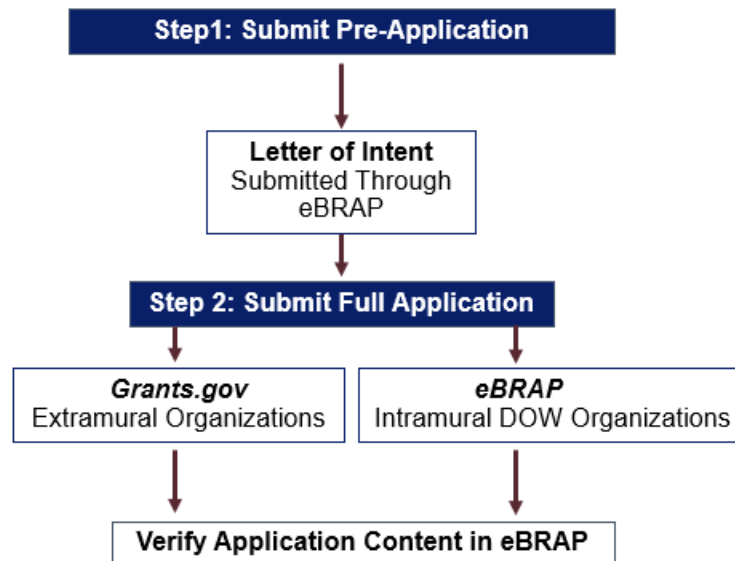 Step1: Submit Pre-Application
Letter of Intent
Submitted Through
eBRAP
Step 2: Submit Full Application
Grants.gov
Extramural Organizations
eBRAP
Intramural DOW Organizations
Verify Application Content in eBRAP